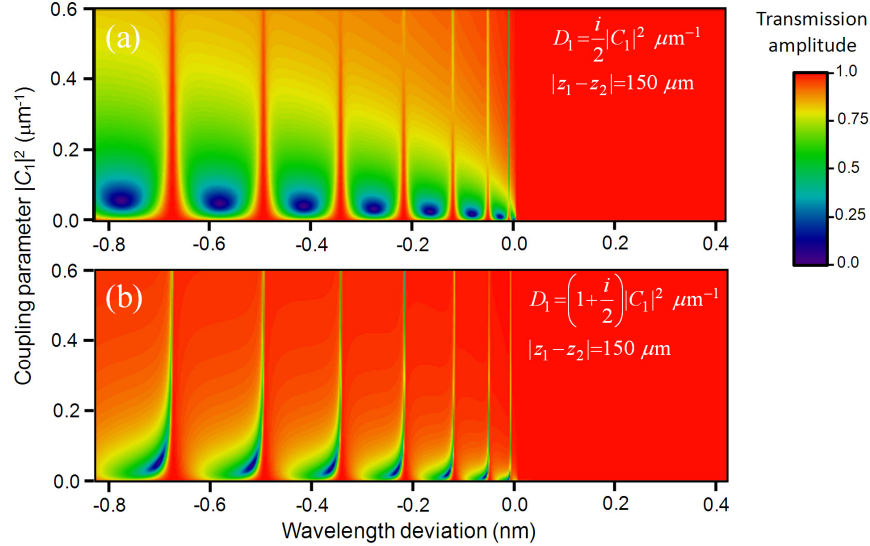 Transmission
amplitude
1.0
0.75
0.50
0.25
0.0
Coupling parameter |C₁|² (μm⁻¹)
0.6
0.4
0.2
0.0
(a)
D₁=i/2|C₁|² μm⁻¹
|z₁−z₂|=150 μm
-0.8 -0.6 -0.4 -0.2 0.0 0.2 0.4
0.6
0.4
0.2
0.0
(b)
D₁=(1+i/2)|C₁|² μm⁻¹
|z₁−z₂|=150 μm
-0.8 -0.6 -0.4 -0.2 0.0 0.2 0.4
Wavelength deviation (nm)